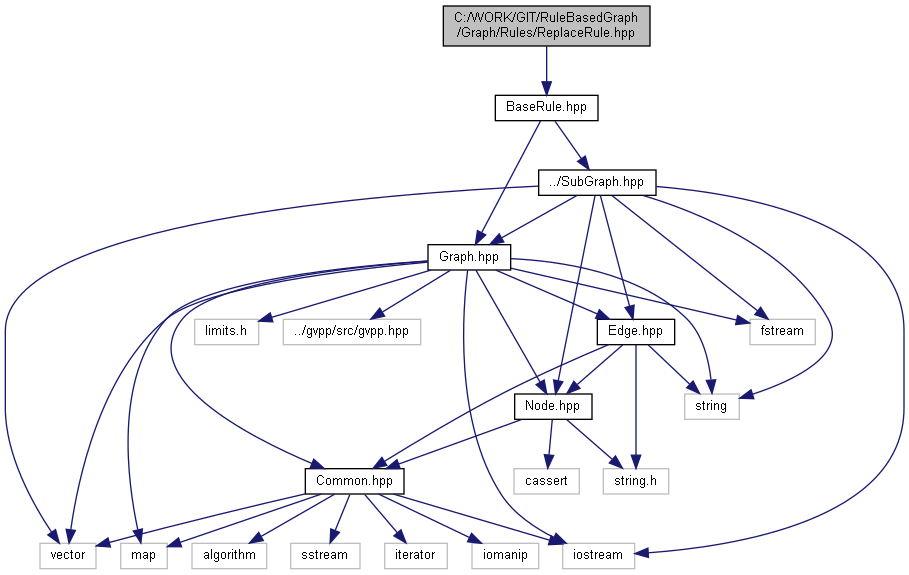 C:/WORK/GIT/RuleBasedGraph
/Graph/Rules/ReplaceRule.hpp
BaseRule.hpp
../SubGraph.hpp
Graph.hpp
limits.h
../gvpp/src/gvpp.hpp
Edge.hpp
fstream
Node.hpp
string
Common.hpp
cassert
string.h
vector
map
algorithm
sstream
iterator
iomanip
iostream